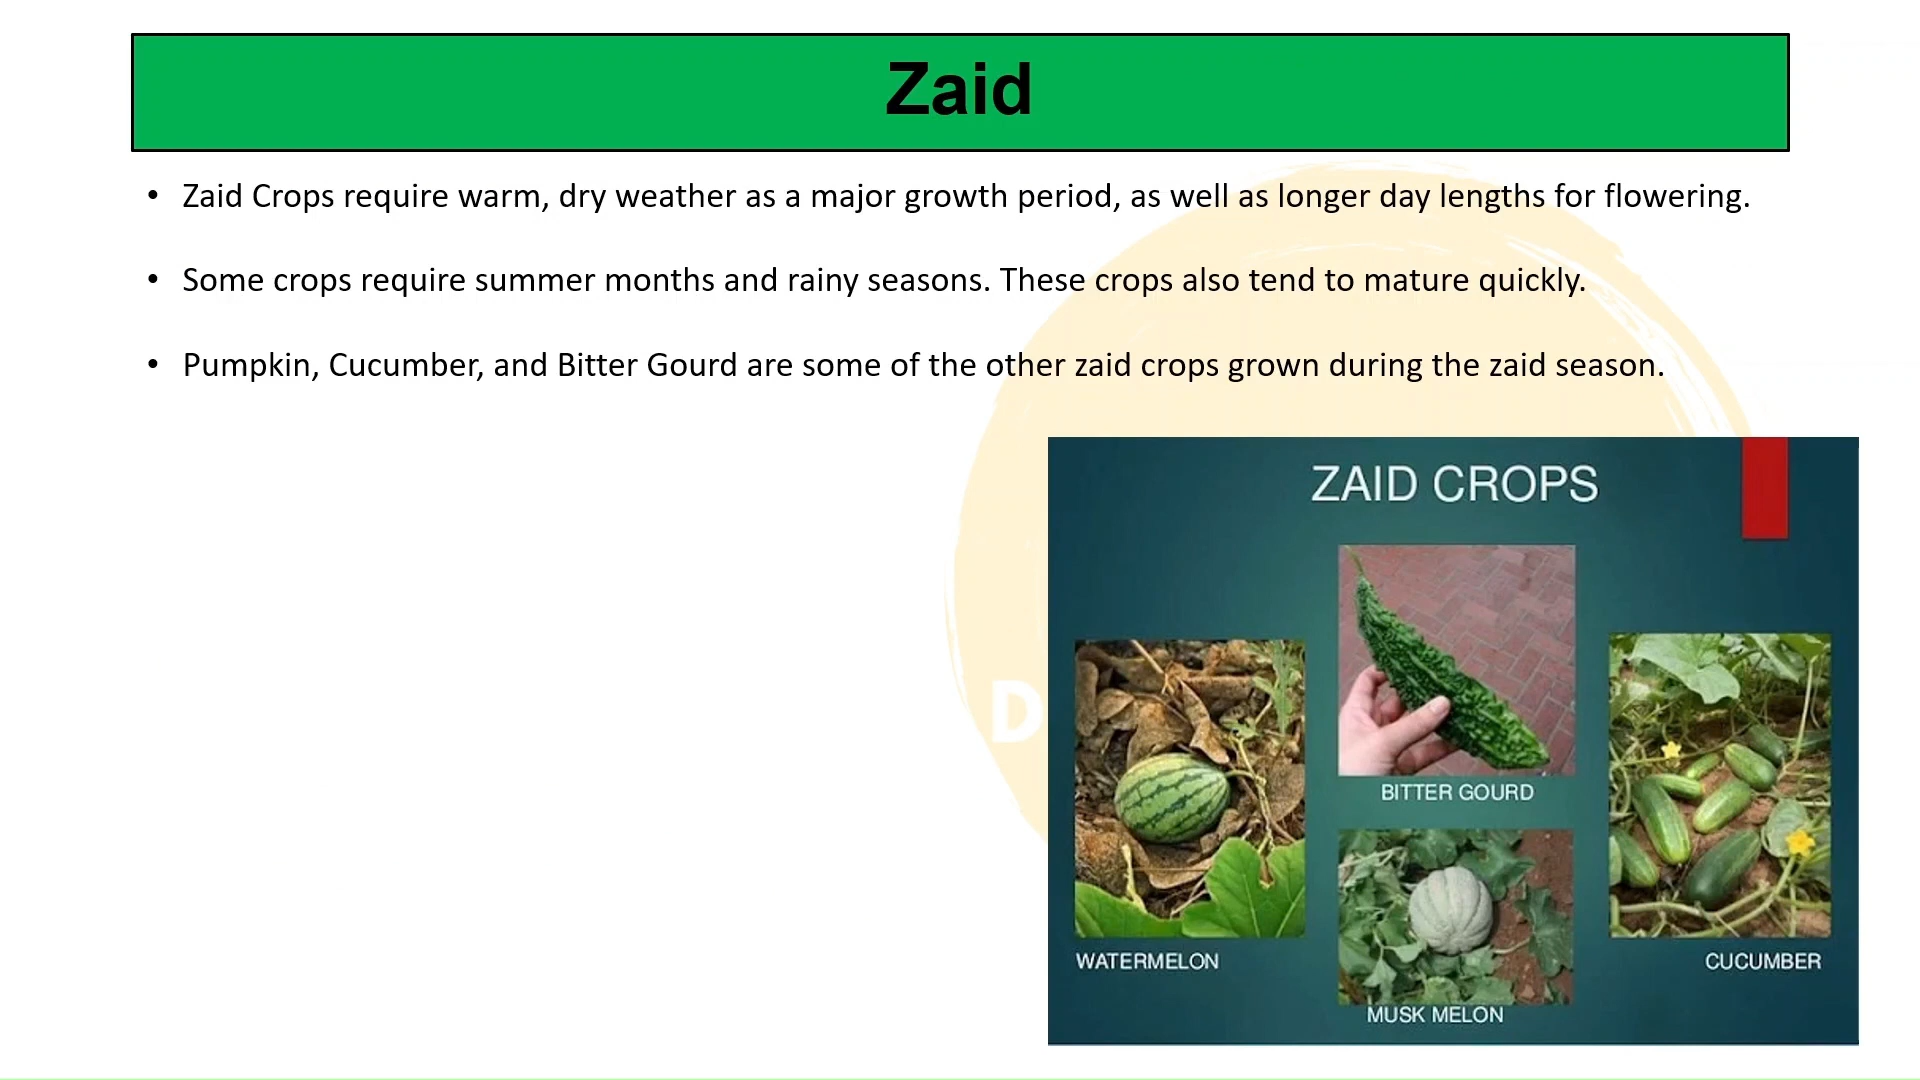 Zaid
• Zaid Crops require warm, dry weather as a major growth period, as well as longer day lengths for flowering.
• Some crops require summer months and rainy seasons. These crops also tend to mature quickly.
• Pumpkin, Cucumber, and Bitter Gourd are some of the other zaid crops grown during the zaid season.
ZAID CROPS
D
BITTER GOURD
WATERMELON
CUCUMBER
MUSK MELON